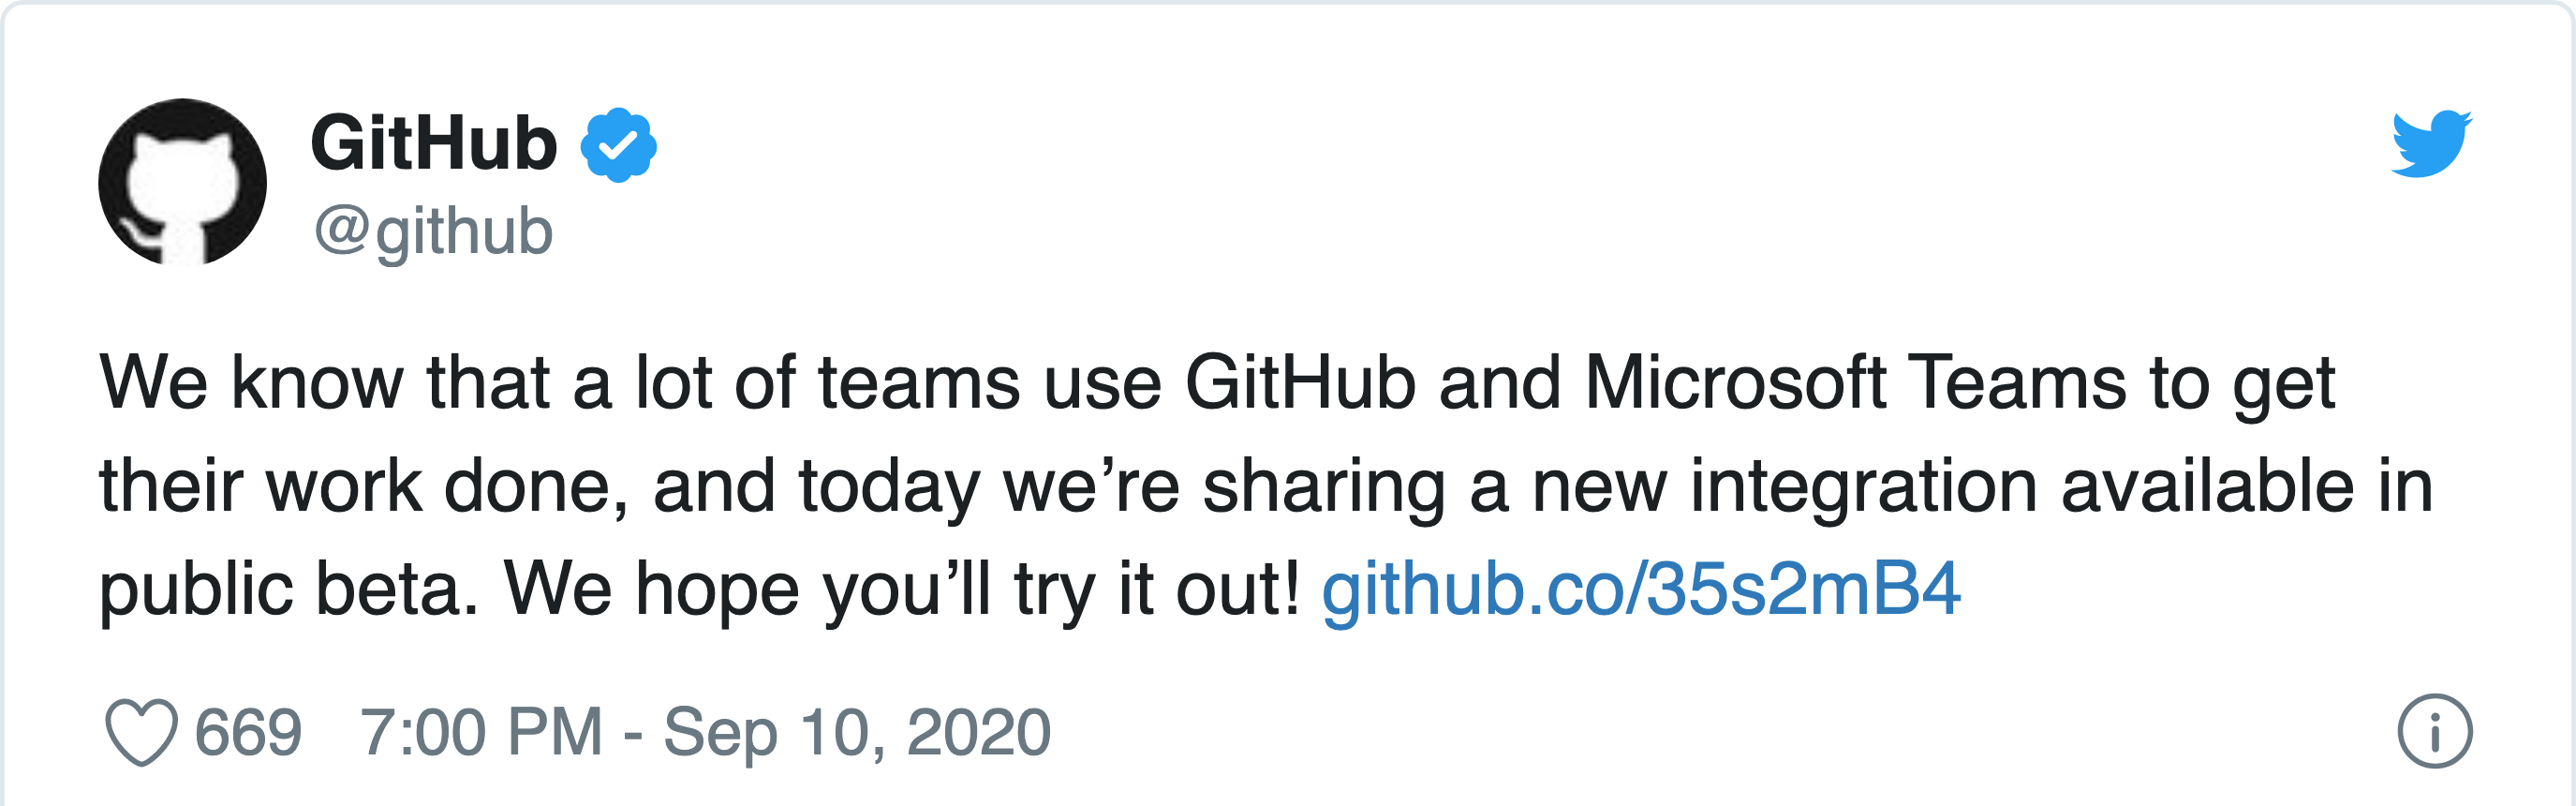 GitHub
@github
We know that a lot of teams use GitHub and Microsoft Teams to get
their work done, and today we’re sharing a new integration available in
public beta. We hope you’ll try it out! github.co/35s2mB4
669 7:00 PM - Sep 10, 2020